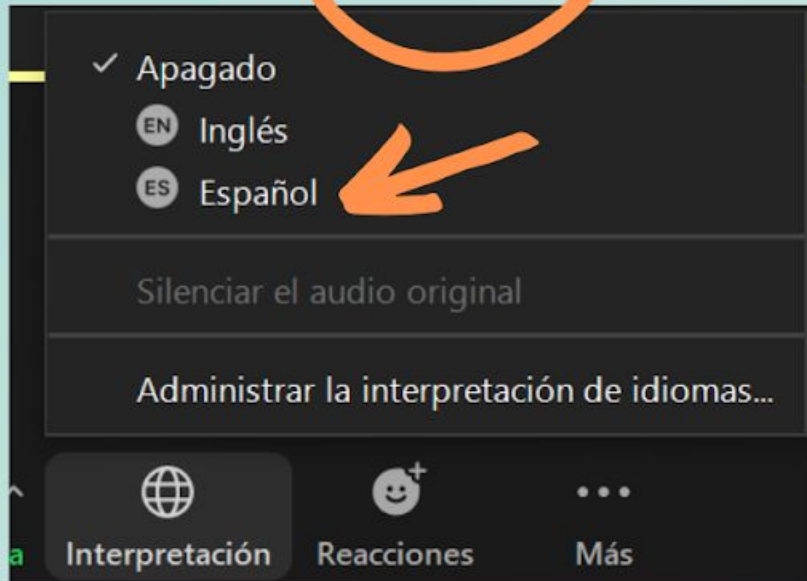 Apagado
EN Inglés
ES Español
Silenciar el audio original
Administrar la interpretación de idiomas...
a Interpretación Reacciones Más